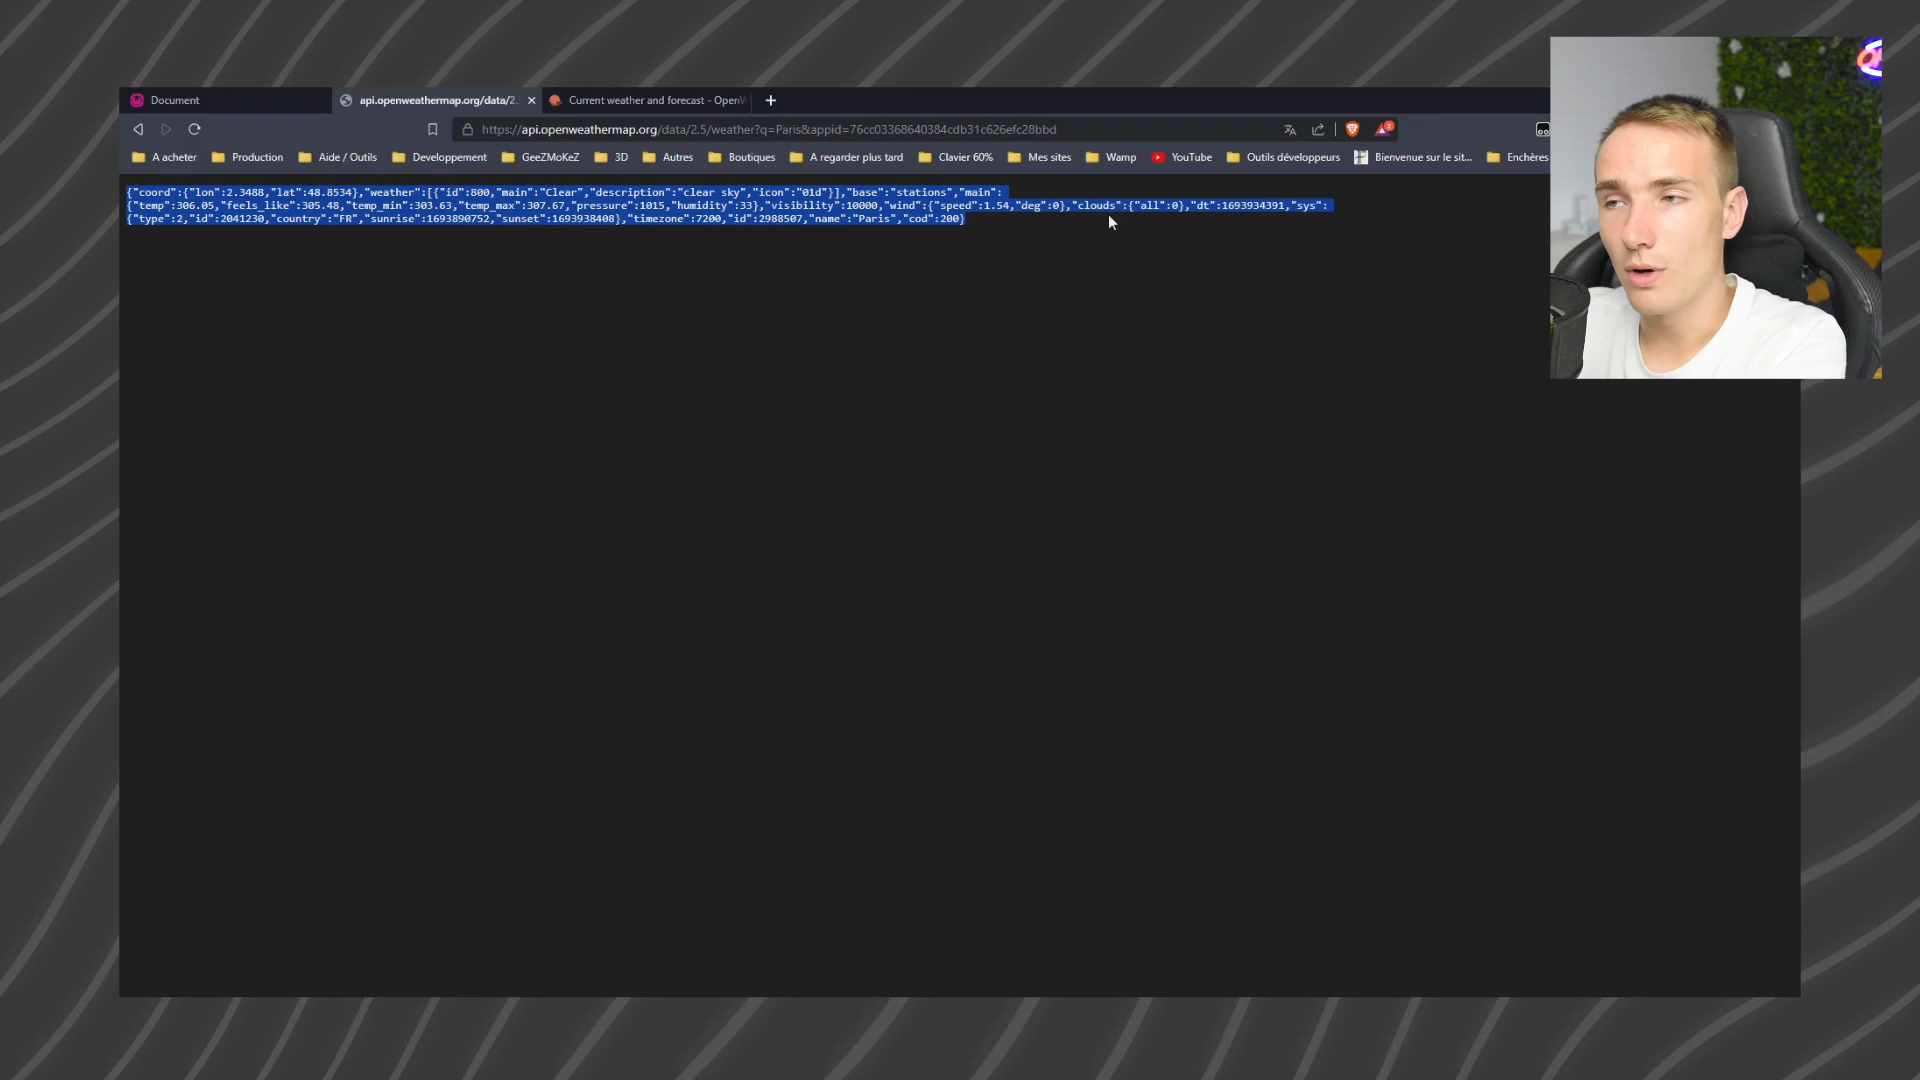 Document
api.openweathermap.org/data/2.
Current weather and forecast - Open
https://api.openweathermap.org/data/2.5/weather?q=Paris&appid=76cc03368640384cdb31c626efc28bbd
A acheter
Production
Aide / Outils
Developpement
GeeZMoKeZ
3D
Autres
Boutiques
A regarder plus tard
Clavier 60%
Mes sites
Wamp
YouTube
Outils développeurs
Bienvenue sur le sit...
Enchères
{"coord":{"lon":2.3488,"lat":48.8534},"weather":[{"id":800,"main":"Clear","description":"clear sky","icon":"01d"}],"base":"stations","main":
{"temp":306.05,"feels_like":305.48,"temp_min":303.63,"temp_max":307.67,"pressure":1015,"humidity":33},"visibility":10000,"wind":{"speed":1.54,"deg":0},"clouds":{"all":0},"dt":1693934391,"sys":
{"type":2,"id":2041230,"country":"FR","sunrise":1693890752,"sunset":1693938408},"timezone":7200,"id":2988507,"name":"Paris","cod":200}